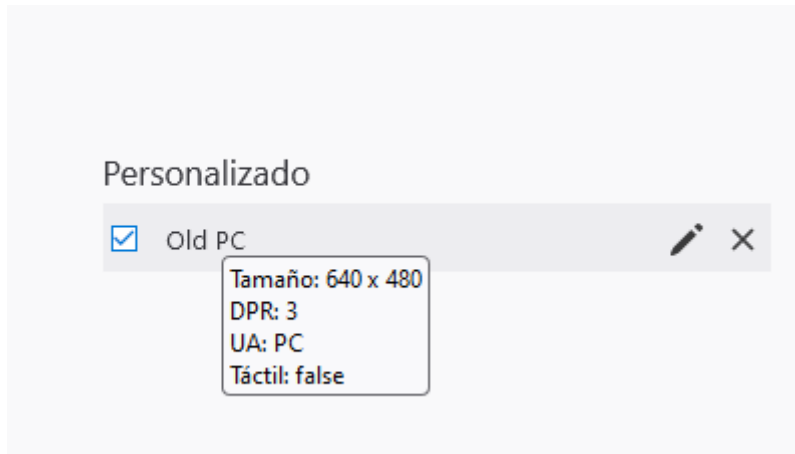 Personalizado
Old PC
Tamaño: 640 x 480
DPR: 3
UA: PC
Táctil: false